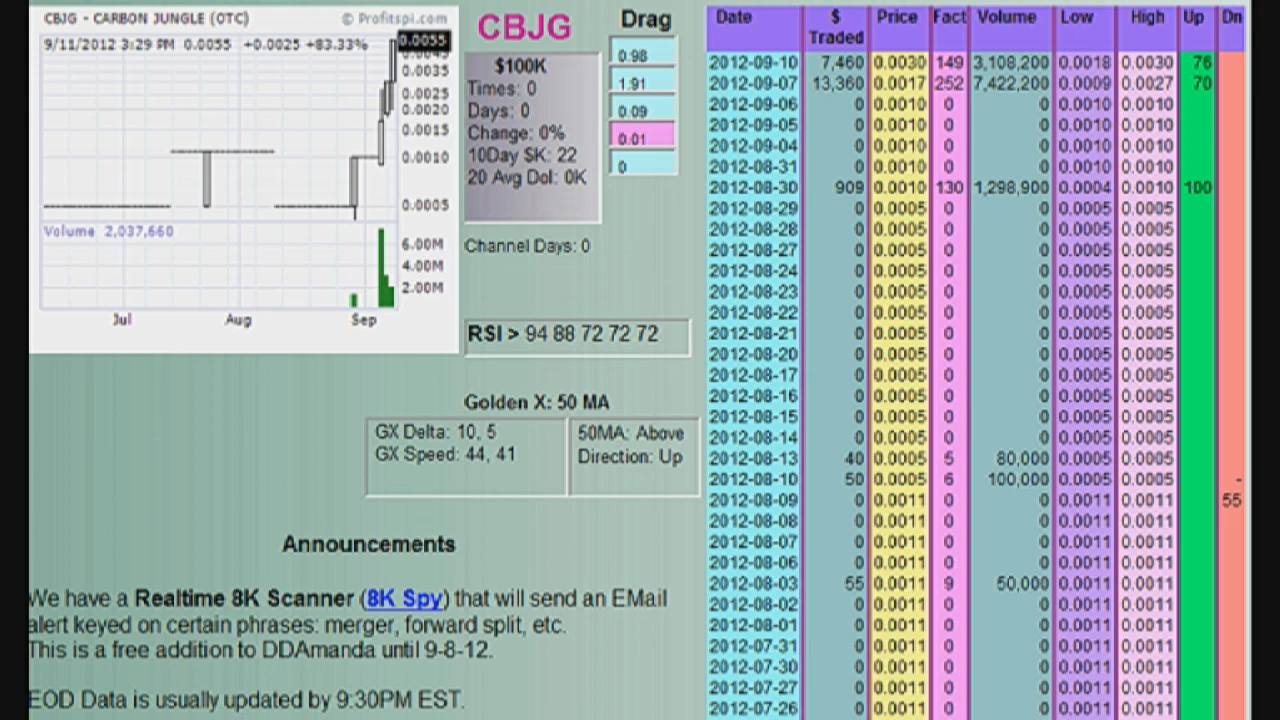 CBJG - CARBON JUNGLE (OTC) © Profitspi.com
9/11/2012 3:29 PM 0.0055 +0.0025 +83.33%
0.0055
0.0045
0.0035
0.0025
0.0020
0.0015
0.0010
0.0005
Volume 2,037,660
6.00M
4.00M
2.00M
Jul Aug Sep
CBJG
$100K
Times: 0
Days: 0
Change: 0%
10Day $K: 22
20 Avg Dol: 0K
Drag
0.98
1.91
0.09
0.01
0
Channel Days: 0
RSI > 94 88 72 72 72
Golden X: 50 MA
GX Delta: 10, 5
GX Speed: 44, 41
50MA: Above
Direction: Up
Announcements
We have a Realtime 8K Scanner (8K Spy) that will send an EMail
alert keyed on certain phrases: merger, forward split, etc.
This is a free addition to DDAmanda until 9-8-12.
EOD Data is usually updated by 9:30PM EST.
Date $ Traded Price Fact Volume Low High Up Dn
2012-09-10 7,460 0.0030 149 3,108,200 0.0018 0.0030 76
2012-09-07 13,360 0.0017 252 7,422,200 0.0009 0.0027 70
2012-09-06 0 0.0010 0 0 0.0010 0.0010
2012-09-05 0 0.0010 0 0 0.0010 0.0010
2012-09-04 0 0.0010 0 0 0.0010 0.0010
2012-08-31 0 0.0010 0 0 0.0010 0.0010
2012-08-30 909 0.0010 130 1,298,900 0.0004 0.0010 100
2012-08-29 0 0.0005 0 0 0.0005 0.0005
2012-08-28 0 0.0005 0 0 0.0005 0.0005
2012-08-27 0 0.0005 0 0 0.0005 0.0005
2012-08-24 0 0.0005 0 0 0.0005 0.0005
2012-08-23 0 0.0005 0 0 0.0005 0.0005
2012-08-22 0 0.0005 0 0 0.0005 0.0005
2012-08-21 0 0.0005 0 0 0.0005 0.0005
2012-08-20 0 0.0005 0 0 0.0005 0.0005
2012-08-17 0 0.0005 0 0 0.0005 0.0005
2012-08-16 0 0.0005 0 0 0.0005 0.0005
2012-08-15 0 0.0005 0 0 0.0005 0.0005
2012-08-14 0 0.0005 0 0 0.0005 0.0005
2012-08-13 40 0.0005 5 80,000 0.0005 0.0005
2012-08-10 50 0.0005 6 100,000 0.0005 0.0005 -
2012-08-09 0 0.0011 0 0 0.0011 0.0011 55
2012-08-08 0 0.0011 0 0 0.0011 0.0011
2012-08-07 0 0.0011 0 0 0.0011 0.0011
2012-08-06 0 0.0011 0 0 0.0011 0.0011
2012-08-03 55 0.0011 9 50,000 0.0011 0.0011
2012-08-02 0 0.0011 0 0 0.0011 0.0011
2012-08-01 0 0.0011 0 0 0.0011 0.0011
2012-07-31 0 0.0011 0 0 0.0011 0.0011
2012-07-30 0 0.0011 0 0 0.0011 0.0011
2012-07-27 0 0.0011 0 0 0.0011 0.0011
2012-07-26 0 0.0011 0 0 0.0011 0.0011